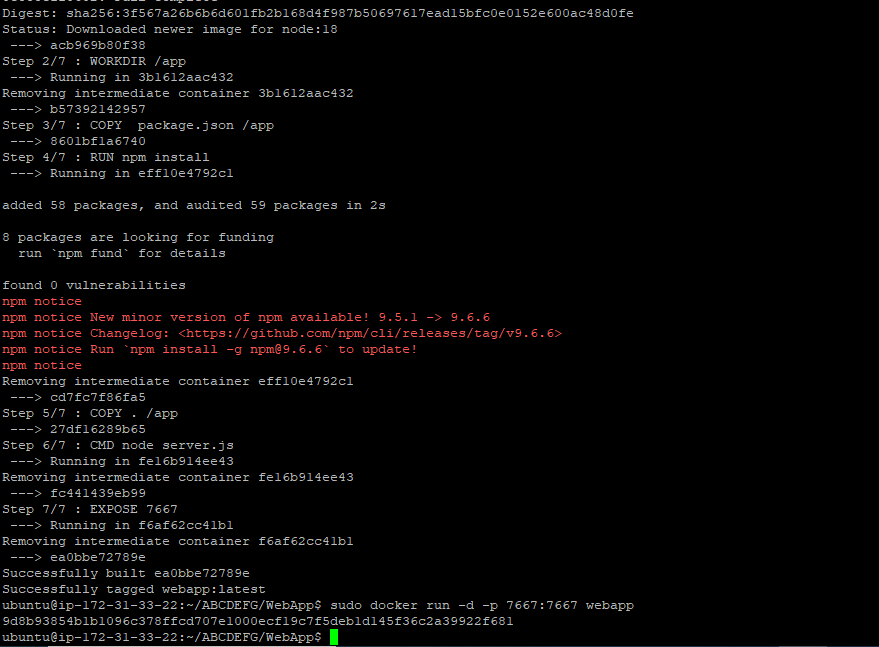 Digest: sha256:3f567a26b6b6d601fb2b168d4f987b50697617ead15bfc0e0152e600ac48d0fe
Status: Downloaded newer image for node:18
 ---> acb969b80f38
Step 2/7 : WORKDIR /app
 ---> Running in 3b1612aac432
Removing intermediate container 3b1612aac432
 ---> b57392142957
Step 3/7 : COPY  package.json /app
 ---> 8601bf1a6740
Step 4/7 : RUN npm install
 ---> Running in eff10e4792c1
added 58 packages, and audited 59 packages in 2s
8 packages are looking for funding
  run `npm fund` for details
found 0 vulnerabilities
npm notice
npm notice New minor version of npm available! 9.5.1 -> 9.6.6
npm notice Changelog: <https://github.com/npm/cli/releases/tag/v9.6.6>
npm notice Run `npm install -g npm@9.6.6` to update!
npm notice
Removing intermediate container eff10e4792c1
 ---> cd7fc7f86fa5
Step 5/7 : COPY . /app
 ---> 27df16289b65
Step 6/7 : CMD node server.js
 ---> Running in fe16b914ee43
Removing intermediate container fe16b914ee43
 ---> fc441439eb99
Step 7/7 : EXPOSE 7667
 ---> Running in f6af62cc41b1
Removing intermediate container f6af62cc41b1
 ---> ea0bbe72789e
Successfully built ea0bbe72789e
Successfully tagged webapp:latest
ubuntu@ip-172-31-33-22:~/ABCDEFG/WebApp$ sudo docker run -d -p 7667:7667 webapp
9d8b93854b1b1096c378ffcd707e1000ecf19c7f5deb1d145f36c2a39922f681
ubuntu@ip-172-31-33-22:~/ABCDEFG/WebApp$